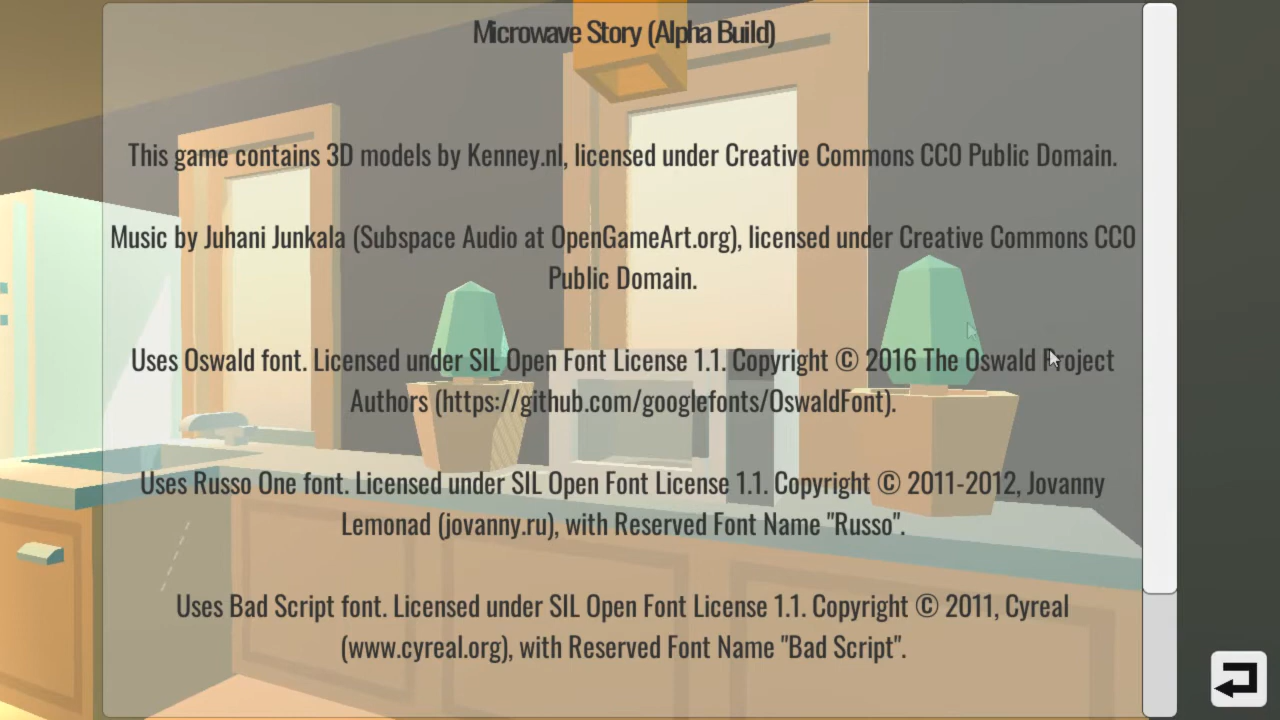 Microwave Story (Alpha Build)
This game contains 3D models by Kenney.nl, licensed under Creative Commons CC0 Public Domain.
Music by Juhani Junkala (Subspace Audio at OpenGameArt.org), licensed under Creative Commons CC0
Public Domain.
Uses Oswald font. Licensed under SIL Open Font License 1.1. Copyright © 2016 The Oswald Project
Authors (https://github.com/googlefonts/OswaldFont).
Uses Russo One font. Licensed under SIL Open Font License 1.1. Copyright © 2011-2012, Jovanny
Lemonad (jovanny.ru), with Reserved Font Name "Russo".
Uses Bad Script font. Licensed under SIL Open Font License 1.1. Copyright © 2011, Cyreal
(www.cyreal.org), with Reserved Font Name "Bad Script".